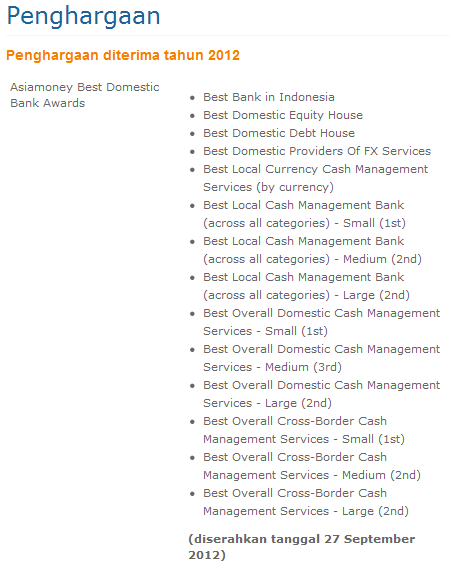 Penghargaan
Penghargaan diterima tahun 2012
Asiamoney Best Domestic
Bank Awards
• Best Bank in Indonesia
• Best Domestic Equity House
• Best Domestic Debt House
• Best Domestic Providers Of FX Services
• Best Local Currency Cash Management
Services (by currency)
• Best Local Cash Management Bank
(across all categories) - Small (1st)
• Best Local Cash Management Bank
(across all categories) - Medium (2nd)
• Best Local Cash Management Bank
(across all categories) - Large (2nd)
• Best Overall Domestic Cash Management
Services - Small (1st)
• Best Overall Domestic Cash Management
Services - Medium (3rd)
• Best Overall Domestic Cash Management
Services - Large (2nd)
• Best Overall Cross-Border Cash
Management Services - Small (1st)
• Best Overall Cross-Border Cash
Management Services - Medium (2nd)
• Best Overall Cross-Border Cash
Management Services - Large (2nd)
(diserahkan tanggal 27 September
2012)